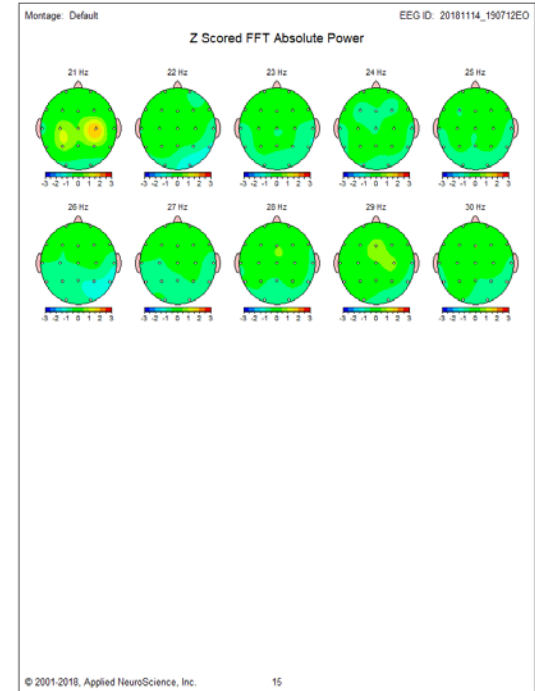 Montage: Default EEG ID: 20181114_190712EO
Z Scored FFT Absolute Power
21 Hz 22 Hz 23 Hz 24 Hz 25 Hz
-3 -2 -1 0 1 2 3 -3 -2 -1 0 1 2 3 -3 -2 -1 0 1 2 3 -3 -2 -1 0 1 2 3 -3 -2 -1 0 1 2 3
26 Hz 27 Hz 28 Hz 29 Hz 30 Hz
-3 -2 -1 0 1 2 3 -3 -2 -1 0 1 2 3 -3 -2 -1 0 1 2 3 -3 -2 -1 0 1 2 3 -3 -2 -1 0 1 2 3
© 2001-2018, Applied NeuroScience, Inc. 15